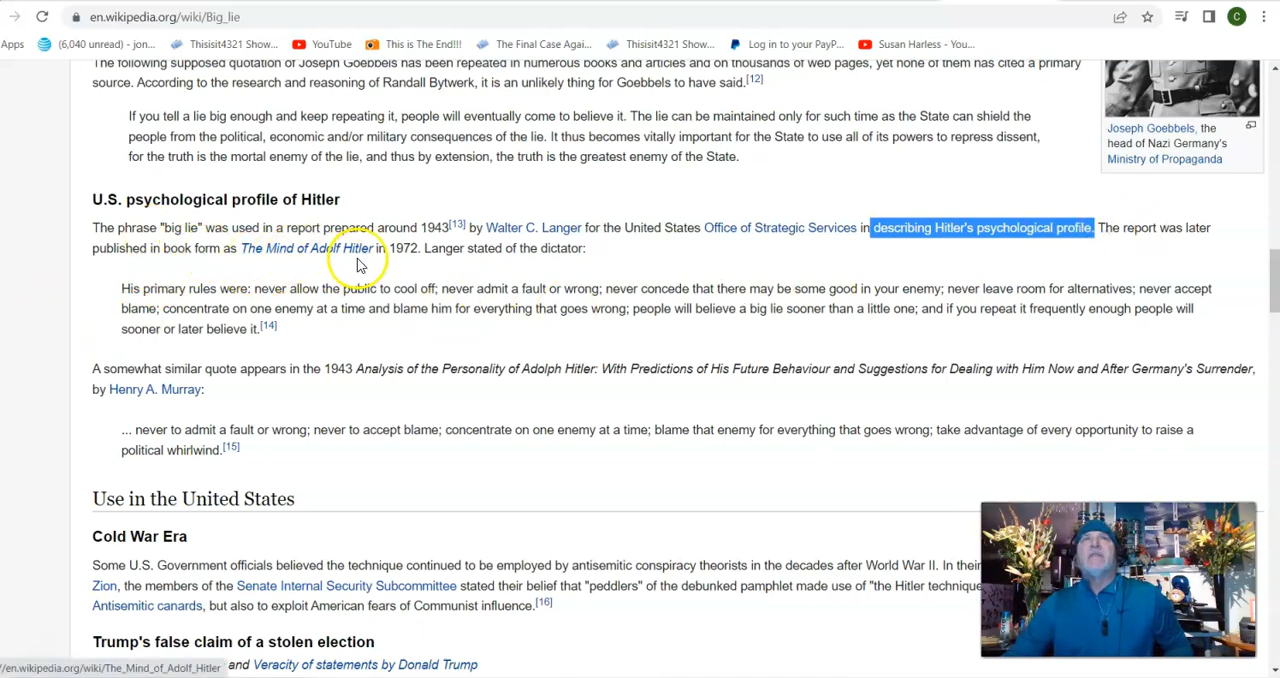 en.wikipedia.org/wiki/Big_lie
C
Apps (6,040 unread) - jon... Thisisit4321 Show... YouTube This is The End!!! The Final Case Agai... Thisisit4321 Show... Log in to your PayP... Susan Harless - You...
The following supposed quotation of Joseph Goebbels has been repeated in numerous books and articles and on thousands of web pages, yet none of them has cited a primary
source. According to the research and reasoning of Randall Bytwerk, it is an unlikely thing for Goebbels to have said.[12]
If you tell a lie big enough and keep repeating it, people will eventually come to believe it. The lie can be maintained only for such time as the State can shield the
people from the political, economic and/or military consequences of the lie. It thus becomes vitally important for the State to use all of its powers to repress dissent,
for the truth is the mortal enemy of the lie, and thus by extension, the truth is the greatest enemy of the State.
Joseph Goebbels, the
head of Nazi Germany's
Ministry of Propaganda
U.S. psychological profile of Hitler
The phrase "big lie" was used in a report prepared around 1943[13] by Walter C. Langer for the United States Office of Strategic Services in describing Hitler's psychological profile. The report was later
published in book form as The Mind of Adolf Hitler in 1972. Langer stated of the dictator:
His primary rules were: never allow the public to cool off; never admit a fault or wrong; never concede that there may be some good in your enemy; never leave room for alternatives; never accept
blame; concentrate on one enemy at a time and blame him for everything that goes wrong; people will believe a big lie sooner than a little one; and if you repeat it frequently enough people will
sooner or later believe it.[14]
A somewhat similar quote appears in the 1943 Analysis of the Personality of Adolph Hitler: With Predictions of His Future Behaviour and Suggestions for Dealing with Him Now and After Germany's Surrender,
by Henry A. Murray:
... never to admit a fault or wrong; never to accept blame; concentrate on one enemy at a time; blame that enemy for everything that goes wrong; take advantage of every opportunity to raise a
political whirlwind.[15]
Use in the United States
Cold War Era
Some U.S. Government officials believed the technique continued to be employed by antisemitic conspiracy theorists in the decades after World War II. In their
Zion, the members of the Senate Internal Security Subcommittee stated their belief that "peddlers" of the debunked pamphlet made use of "the Hitler technique
Antisemitic canards, but also to exploit American fears of Communist influence.[16]
Trump's false claim of a stolen election
and Veracity of statements by Donald Trump
//en.wikipedia.org/wiki/The_Mind_of_Adolf_Hitler